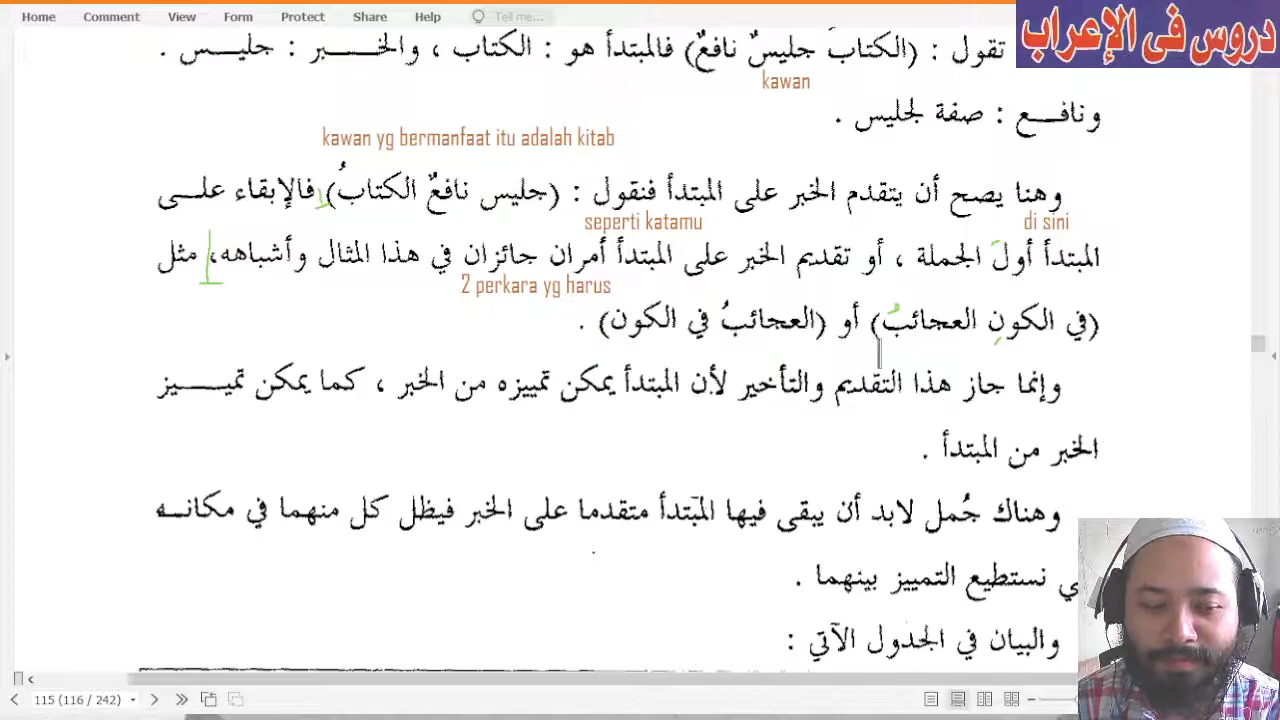 Home Comment View Form Protect Share Help Tell me...
دروس فى الإعراب
تقول : (الكتابَ جليسٌ نافعٌ) فالمبتدأ هو : الكتاب ، والخبر : جليس .
kawan
ونافع : صفة لجليس .
kawan yg bermanfaat itu adalah kitab
وهنا يصح أن يتقدم الخبر على المبتدأ فنقول : (جليس نافعٌ الكتابُ) فالإبقاء على
seperti katamu di sini
المبتدأ أولَ الجملة ، أو تقديم الخبر على المبتدأ أمران جائزان في هذا المثال وأشباهه، مثل
2 perkara yg harus
(في الكونِ العجائبُ) أو (العجائبُ في الكون) .
وإنما جاز هذا التقديم والتأخير لأن المبتدأ يمكن تمييزه من الخبر ، كما يمكن تمييز
الخبر من المبتدأ .
وهناك جُمل لابد أن يبقى فيها المبتدأ متقدما على الخبر فيظل كل منهما في مكانه
نستطيع التمييز بينهما .
والبيان في الجدول الآتي :
115 (116 / 242)